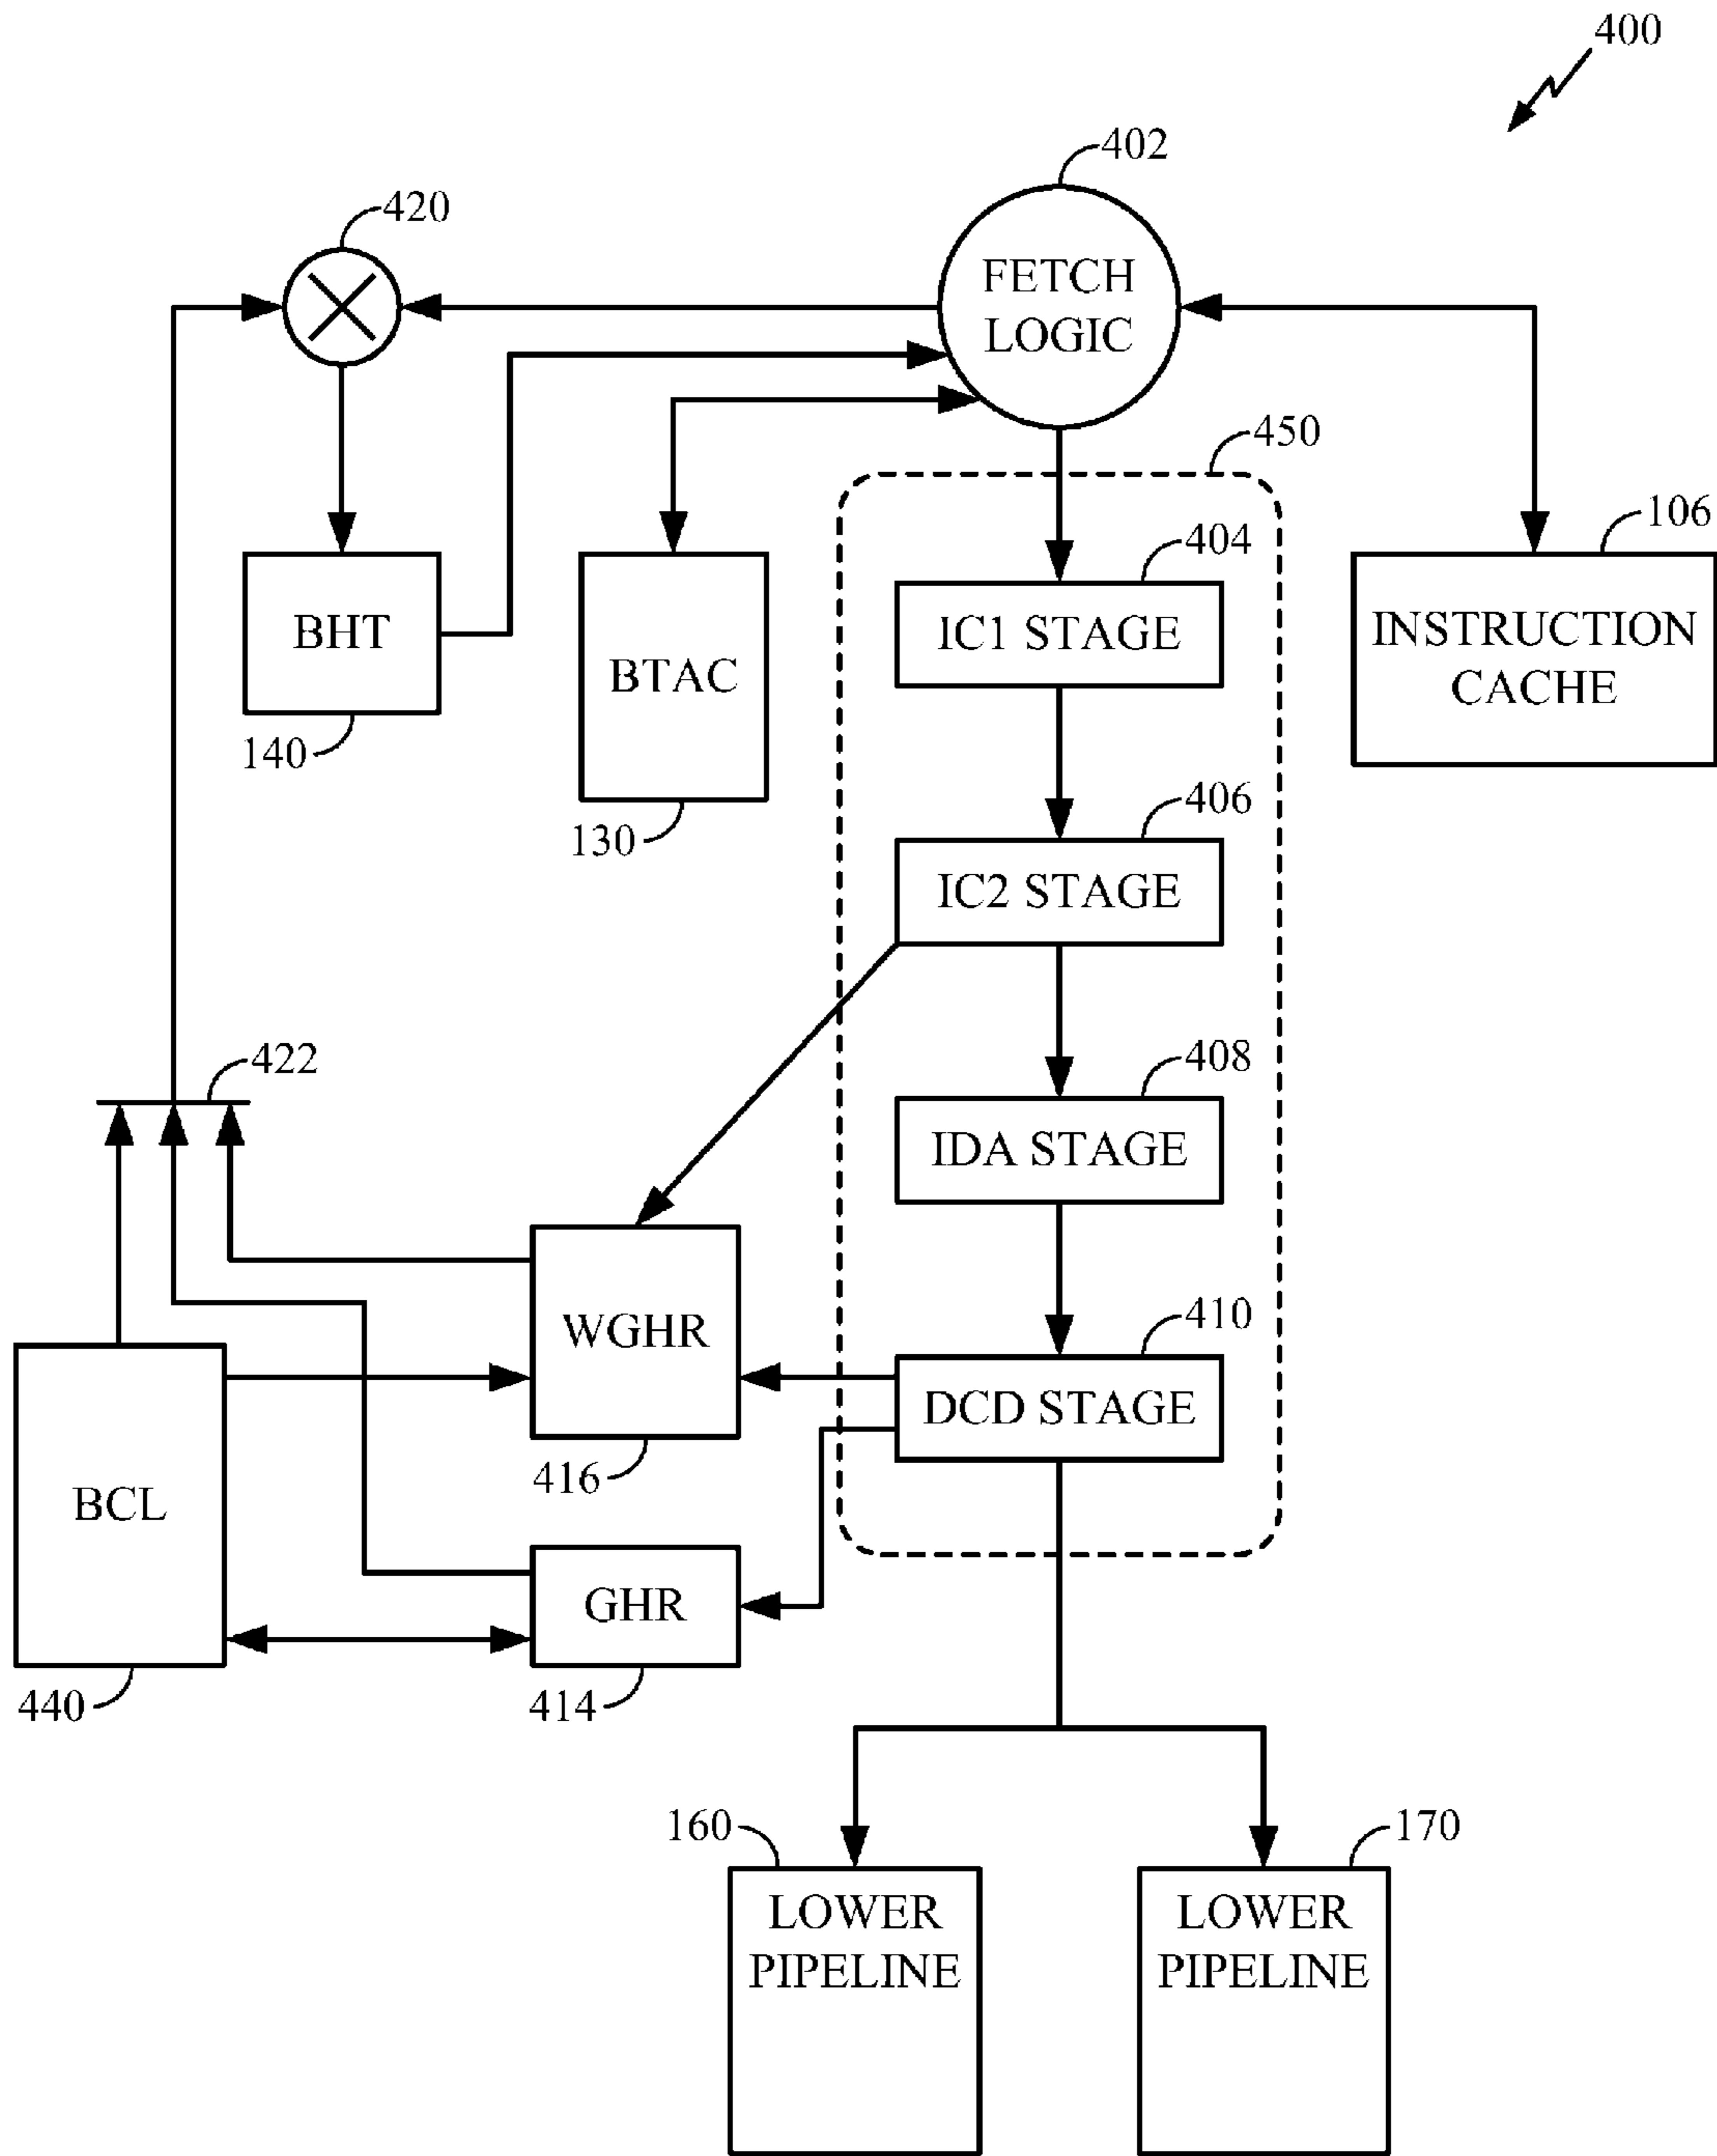 400
402
420
FETCH
LOGIC
450
106
404
BHT
BTAC
IC1 STAGE
INSTRUCTION
CACHE
140
130
406
IC2 STAGE
422
408
IDA STAGE
WGHR
410
DCD STAGE
416
BCL
GHR
440
414
160
170
LOWER
PIPELINE
LOWER
PIPELINE